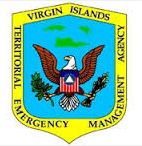 VIRGIN ISLANDS
TERRITORIAL EMERGENCY MANAGEMENT AGENCY